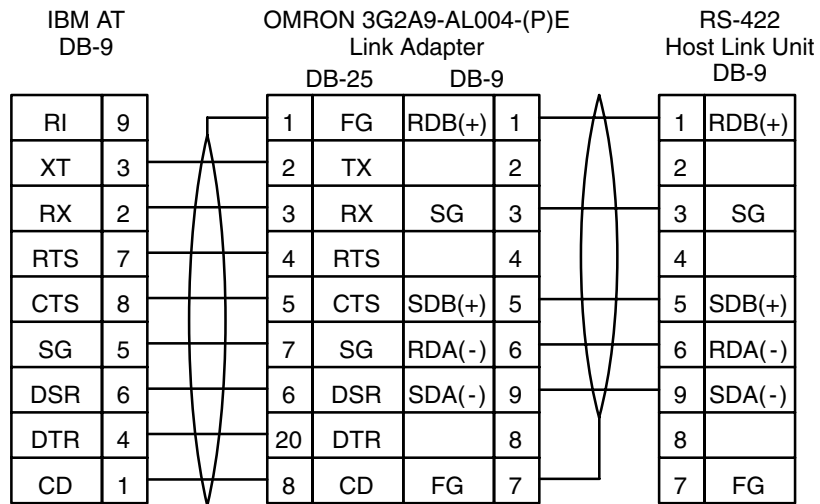 IBM AT
DB-9
OMRON 3G2A9-AL004-(P)E
Link Adapter
DB-25 DB-9
RS-422
Host Link Unit
DB-9
RI 9 1 FG RDB(+) 1 1 RDB(+)
XT 3 2 TX 2 2
RX 2 3 RX SG 3 3 SG
RTS 7 4 RTS 4 4
CTS 8 5 CTS SDB(+) 5 5 SDB(+)
SG 5 7 SG RDA(-) 6 6 RDA(-)
DSR 6 6 DSR SDA(-) 9 9 SDA(-)
DTR 4 20 DTR 8 8
CD 1 8 CD FG 7 7 FG